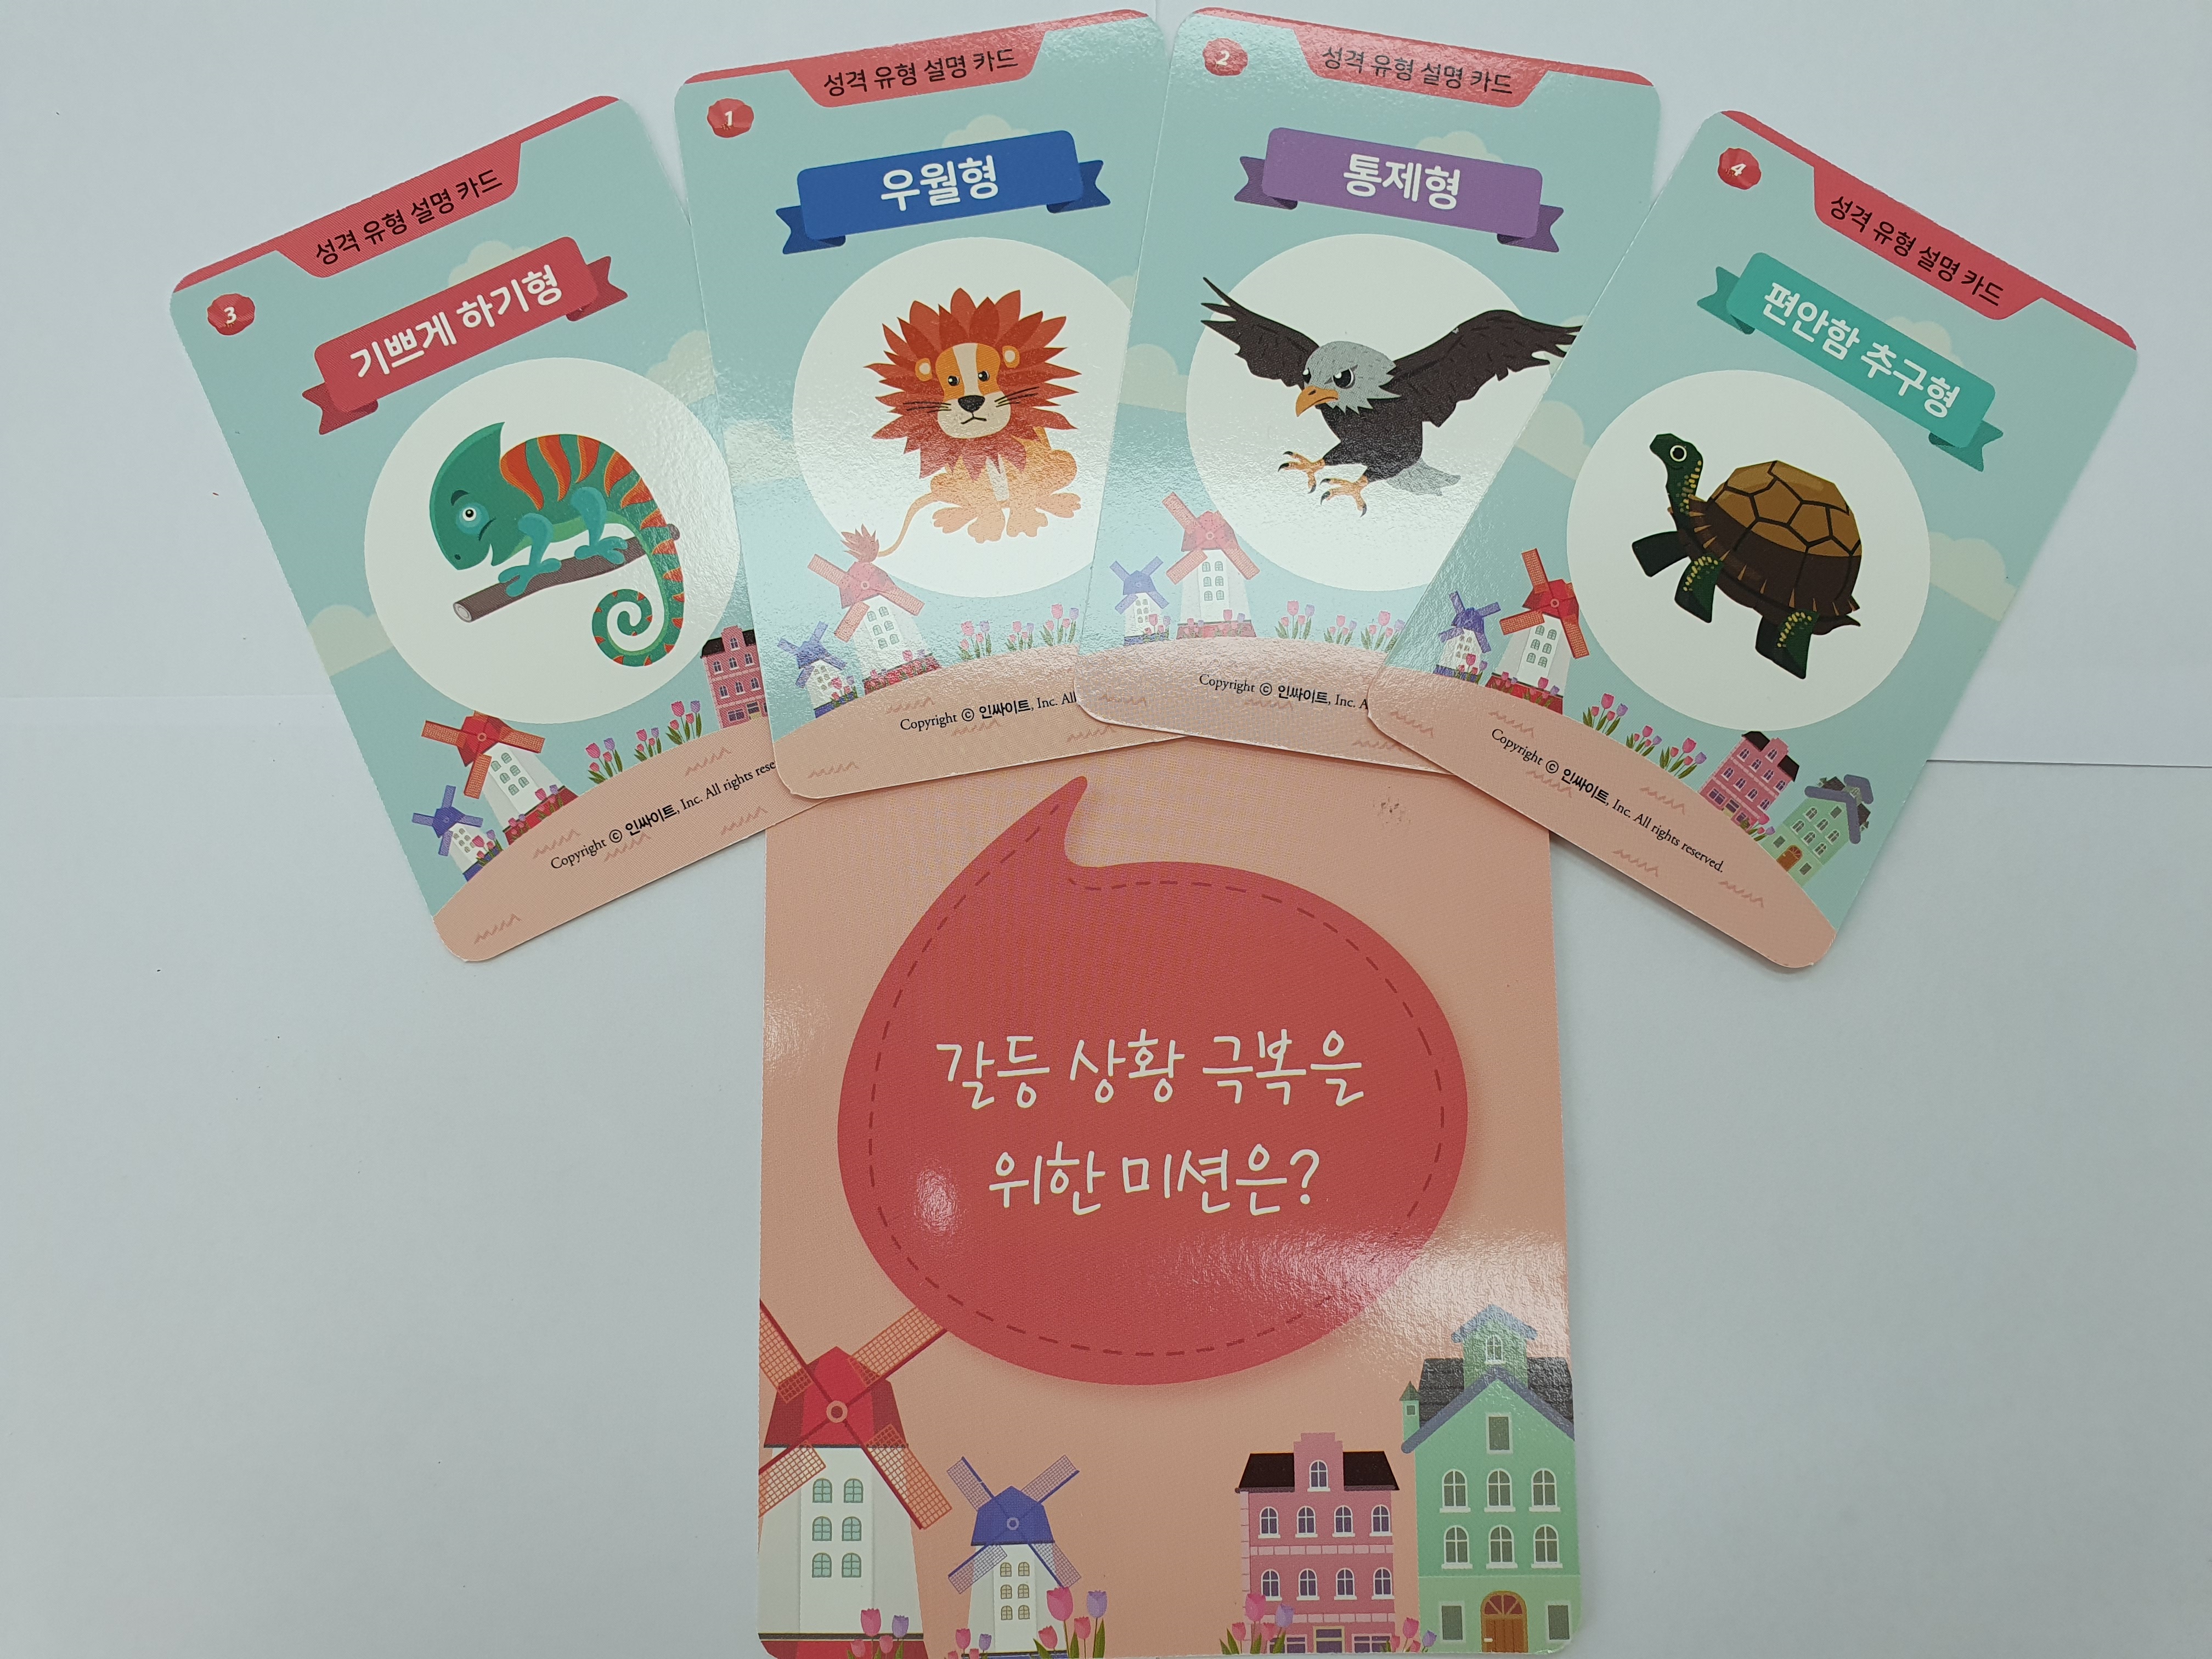 3
성격 유형 설명 카드
기쁘게 하기형
Copyright ⓒ 인싸이트, Inc. All rights rese
1
성격 유형 설명 카드
우월형
Copyright ⓒ 인싸이트, Inc. All
2
성격 유형 설명 카드
통제형
Copyright ⓒ 인싸이트, Inc. A
4
성격 유형 설명 카드
편안함 추구형
Copyright ⓒ 인싸이트, Inc. All rights reserved.
갈등 상황 극복을
위한 미션은?